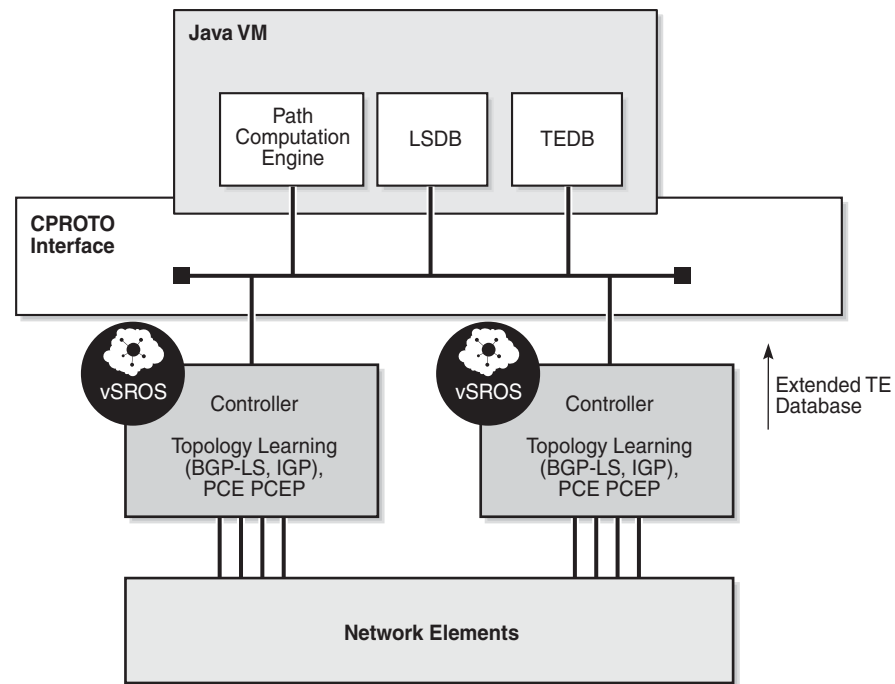 Java VM
Path
Computation
Engine
LSDB
TEDB
CPROTO
Interface
vSROS
Controller
Topology Learning
(BGP-LS, IGP),
PCE PCEP
vSROS
Controller
Topology Learning
(BGP-LS, IGP),
PCE PCEP
Extended TE
Database
Network Elements